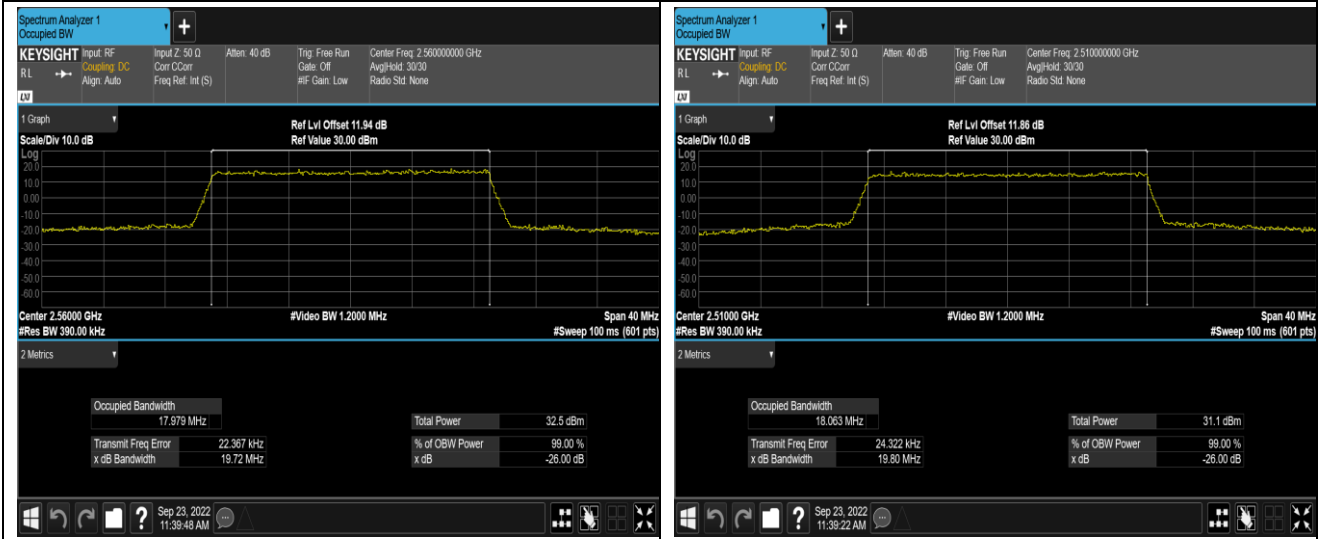 Spectrum Analyzer 1
Occupied BW
+
KEYSIGHT Input: RF Input Z: 50 Ω Atten: 40 dB Trig: Free Run Center Freq: 2.560000000 GHz
RL Coupling: DC Corr CCorr Gate: Off Avg|Hold: 30/30
Align: Auto Freq Ref: Int (S) #IF Gain: Low Radio Std: None
LXI
1 Graph
Ref Lvl Offset 11.94 dB
Scale/Div 10.0 dB Ref Value 30.00 dBm
Log
20.0
10.0
0.00
-10.0
-20.0
-30.0
-40.0
-50.0
-60.0
Center 2.56000 GHz #Video BW 1.2000 MHz Span 40 MHz
#Res BW 390.00 kHz #Sweep 100 ms (601 pts)
2 Metrics
Occupied Bandwidth
17.979 MHz Total Power 32.5 dBm
Transmit Freq Error 22.367 kHz % of OBW Power 99.00 %
x dB Bandwidth 19.72 MHz x dB -26.00 dB
?
Sep 23, 2022
11:39:48 AM
Spectrum Analyzer 1
Occupied BW
+
KEYSIGHT Input: RF Input Z: 50 Ω Atten: 40 dB Trig: Free Run Center Freq: 2.510000000 GHz
RL Coupling: DC Corr CCorr Gate: Off Avg|Hold: 30/30
Align: Auto Freq Ref: Int (S) #IF Gain: Low Radio Std: None
LXI
1 Graph
Ref Lvl Offset 11.86 dB
Scale/Div 10.0 dB Ref Value 30.00 dBm
Log
20.0
10.0
0.00
-10.0
-20.0
-30.0
-40.0
-50.0
-60.0
Center 2.51000 GHz #Video BW 1.2000 MHz Span 40 MHz
#Res BW 390.00 kHz #Sweep 100 ms (601 pts)
2 Metrics
Occupied Bandwidth
18.063 MHz Total Power 31.1 dBm
Transmit Freq Error 24.322 kHz % of OBW Power 99.00 %
x dB Bandwidth 19.80 MHz x dB -26.00 dB
?
Sep 23, 2022
11:39:22 AM